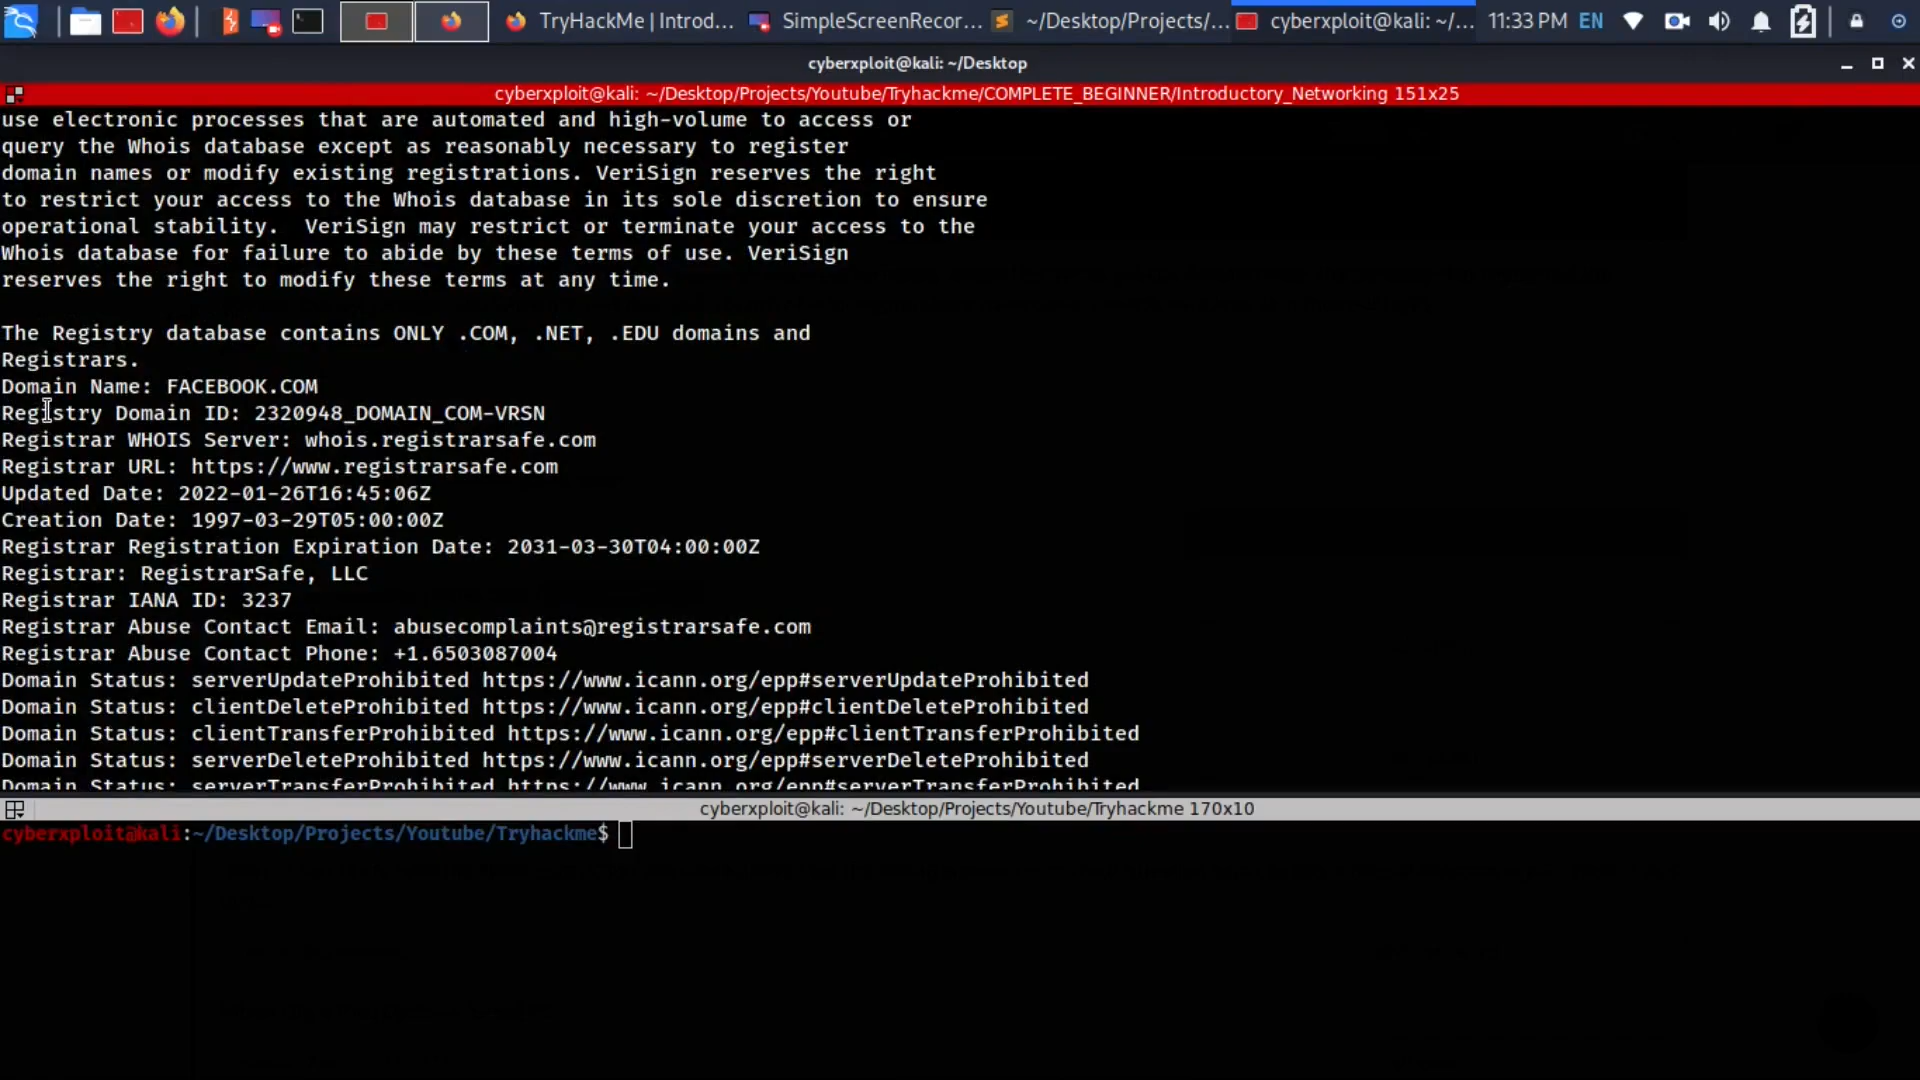 TryHackMe | Introd...
SimpleScreenRecor...
~/Desktop/Projects/...
cyberxploit@kali: ~/...
11:33 PM
EN
cyberxploit@kali: ~/Desktop
cyberxploit@kali: ~/Desktop/Projects/Youtube/Tryhackme/COMPLETE_BEGINNER/Introductory_Networking 151x25
use electronic processes that are automated and high-volume to access or
query the Whois database except as reasonably necessary to register
domain names or modify existing registrations. VeriSign reserves the right
to restrict your access to the Whois database in its sole discretion to ensure
operational stability.  VeriSign may restrict or terminate your access to the
Whois database for failure to abide by these terms of use. VeriSign
reserves the right to modify these terms at any time.
The Registry database contains ONLY .COM, .NET, .EDU domains and
Registrars.
Domain Name: FACEBOOK.COM
Registry Domain ID: 2320948_DOMAIN_COM-VRSN
Registrar WHOIS Server: whois.registrarsafe.com
Registrar URL: https://www.registrarsafe.com
Updated Date: 2022-01-26T16:45:06Z
Creation Date: 1997-03-29T05:00:00Z
Registrar Registration Expiration Date: 2031-03-30T04:00:00Z
Registrar: RegistrarSafe, LLC
Registrar IANA ID: 3237
Registrar Abuse Contact Email: abusecomplaints@registrarsafe.com
Registrar Abuse Contact Phone: +1.6503087004
Domain Status: serverUpdateProhibited https://www.icann.org/epp#serverUpdateProhibited
Domain Status: clientDeleteProhibited https://www.icann.org/epp#clientDeleteProhibited
Domain Status: clientTransferProhibited https://www.icann.org/epp#clientTransferProhibited
Domain Status: serverDeleteProhibited https://www.icann.org/epp#serverDeleteProhibited
Domain Status: serverTransferProhibited https://www.icann.org/epp#serverTransferProhibited
cyberxploit@kali: ~/Desktop/Projects/Youtube/Tryhackme 170x10
cyberxploit@kali:~/Desktop/Projects/Youtube/Tryhackme$